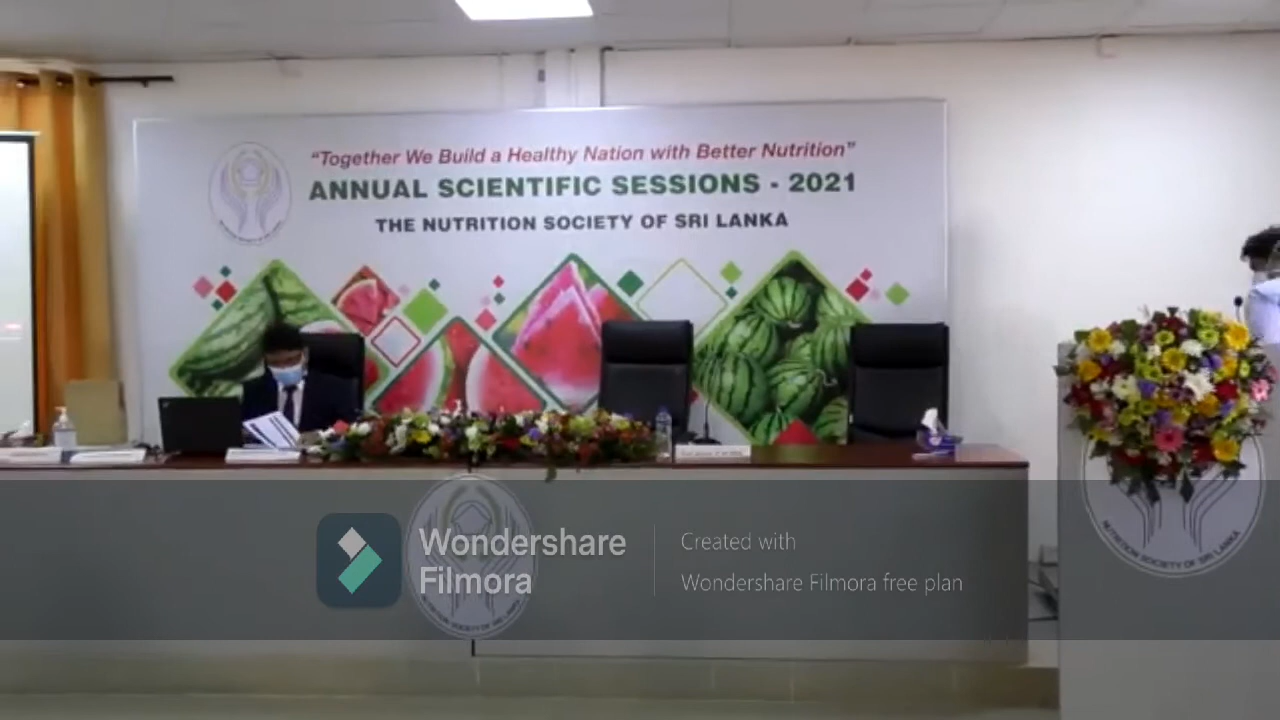 “Together We Build a Healthy Nation with Better Nutrition”
ANNUAL SCIENTIFIC SESSIONS - 2021
THE NUTRITION SOCIETY OF SRI LANKA
Wondershare
Filmora
Created with
Wondershare Filmora free plan
NUTRITION SOCIETY OF SRI LANKA